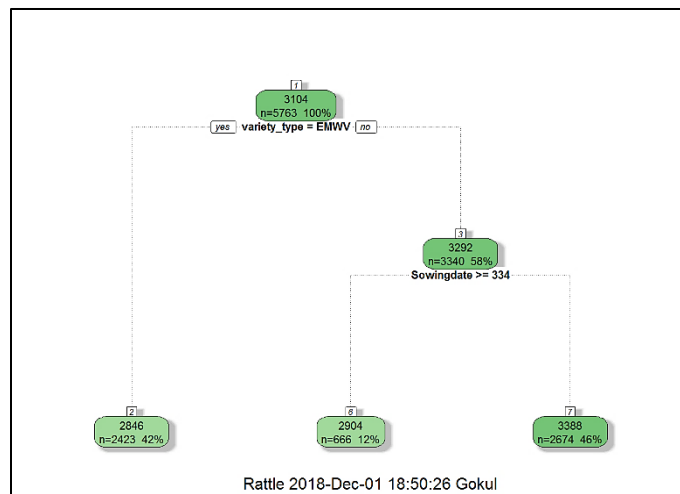 1
3104
n=5763 100%
yes variety_type = EMWV no
3
3292
n=3340 58%
Sowingdate >= 334
2
2846
n=2423 42%
6
2904
n=666 12%
7
3388
n=2674 46%
Rattle 2018-Dec-01 18:50:26 Gokul